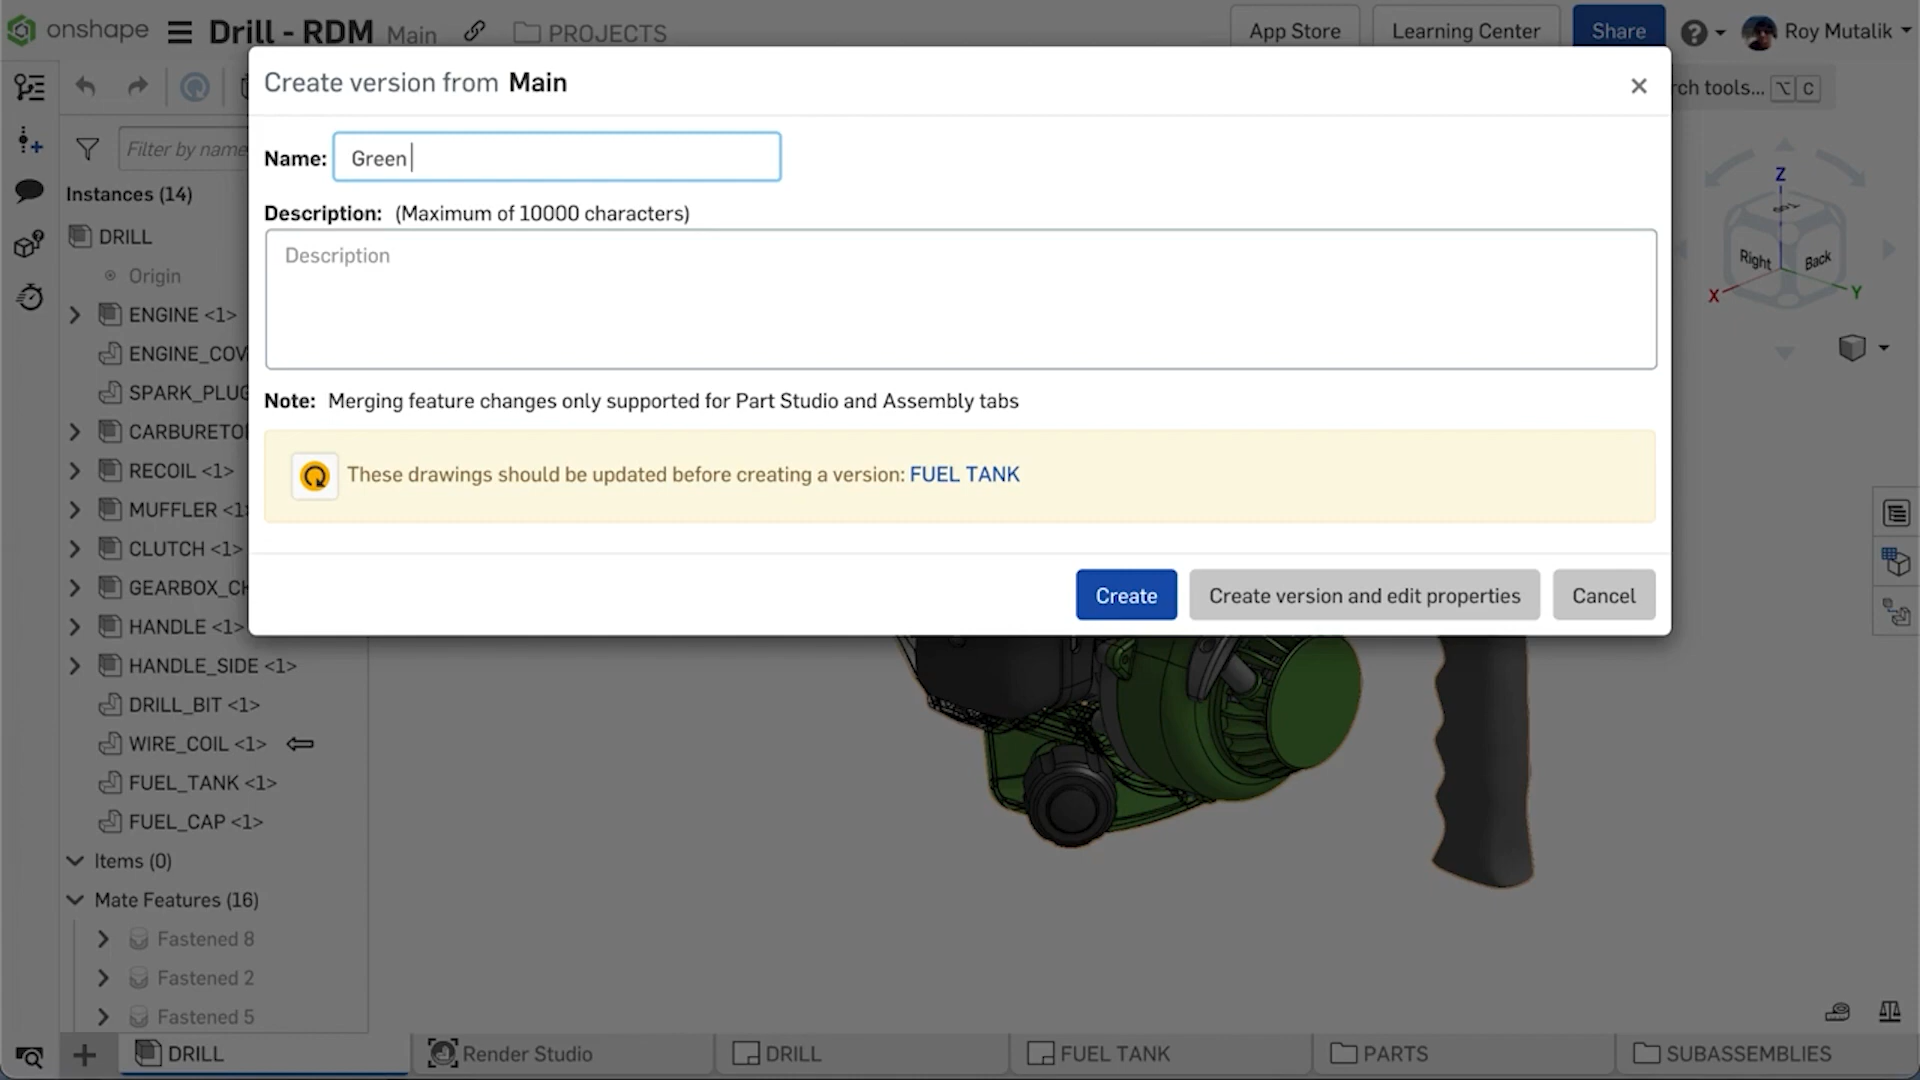 onshape
Drill - RDM Main
PROJECTS
App Store
Learning Center
Share
Roy Mutalik
Create version from Main
ch tools... ⌥ C
Name: Green
Description: (Maximum of 10000 characters)
Description
Note: Merging feature changes only supported for Part Studio and Assembly tabs
These drawings should be updated before creating a version: FUEL TANK
Create
Create version and edit properties
Cancel
Filter by name
Instances (14)
DRILL
Origin
ENGINE <1>
ENGINE_COV
SPARK_PLUG
CARBURETO
RECOIL <1>
MUFFLER <1>
CLUTCH <1>
GEARBOX_CH
HANDLE <1>
HANDLE_SIDE <1>
DRILL_BIT <1>
WIRE_COIL <1>
FUEL_TANK <1>
FUEL_CAP <1>
Items (0)
Mate Features (16)
Fastened 8
Fastened 2
Fastened 5
Z
Top
Right
Back
X
Y
DRILL
Render Studio
DRILL
FUEL TANK
PARTS
SUBASSEMBLIES